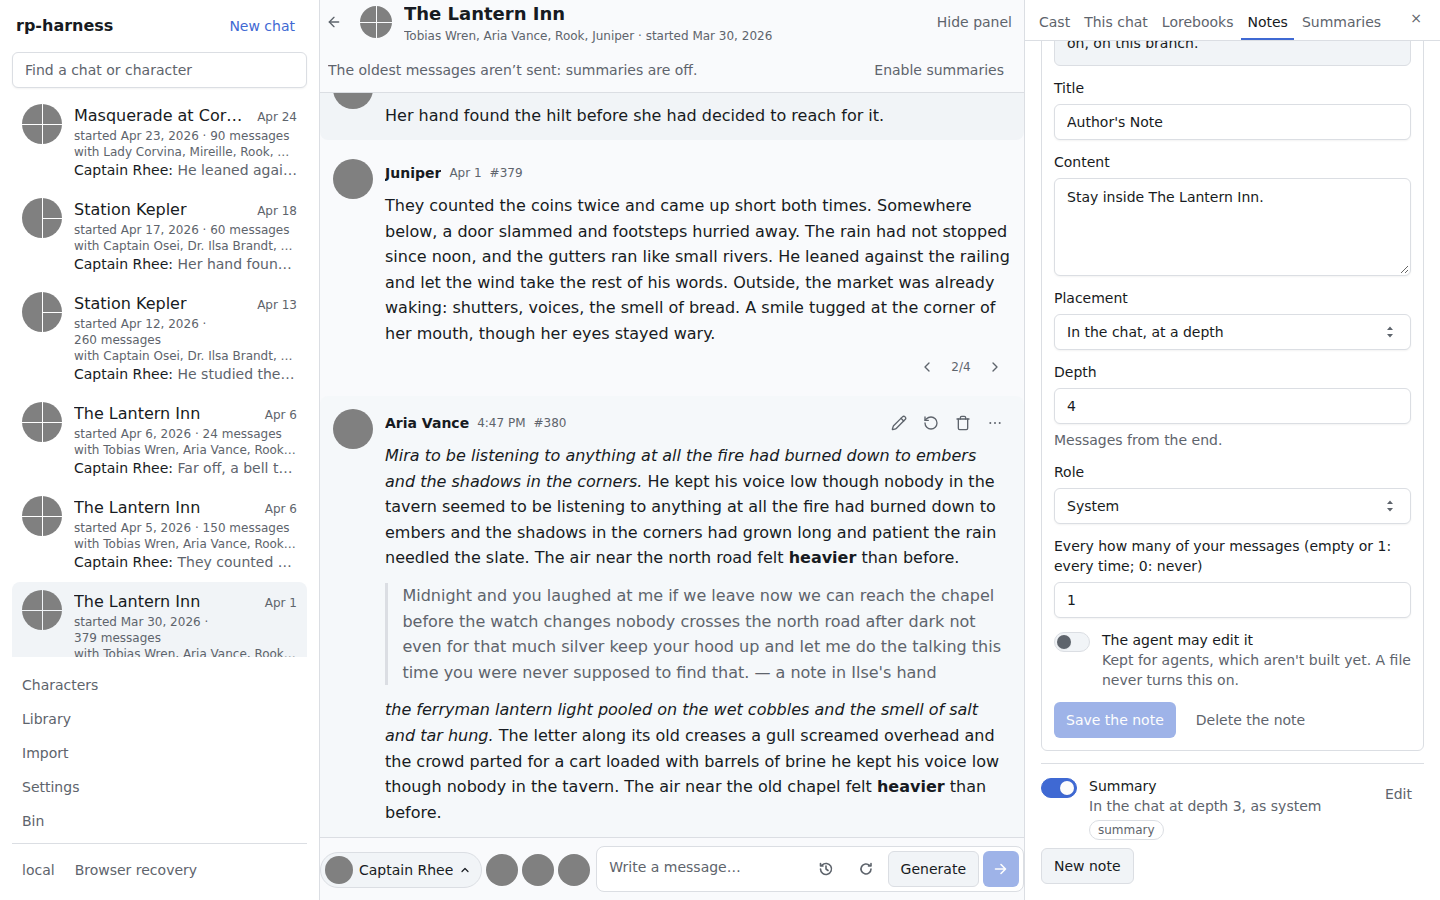 rp-harness
New chat
Find a chat or character
Masquerade at Cor… Apr 24
started Apr 23, 2026 · 90 messages
with Lady Corvina, Mireille, Rook, …
Captain Rhee: He leaned agai…
Station Kepler Apr 18
started Apr 17, 2026 · 60 messages
with Captain Osei, Dr. Ilsa Brandt, …
Captain Rhee: Her hand foun…
Station Kepler Apr 13
started Apr 12, 2026 ·
260 messages
with Captain Osei, Dr. Ilsa Brandt, …
Captain Rhee: He studied the…
The Lantern Inn Apr 6
started Apr 6, 2026 · 24 messages
with Tobias Wren, Aria Vance, Rook…
Captain Rhee: Far off, a bell t…
The Lantern Inn Apr 6
started Apr 5, 2026 · 150 messages
with Tobias Wren, Aria Vance, Rook…
Captain Rhee: They counted …
The Lantern Inn Apr 1
started Mar 30, 2026 ·
379 messages
with Tobias Wren, Aria Vance, Rook…
Characters
Library
Import
Settings
Bin
local Browser recovery
The Lantern Inn
Tobias Wren, Aria Vance, Rook, Juniper · started Mar 30, 2026
Hide panel
The oldest messages aren’t sent: summaries are off.
Enable summaries
Her hand found the hilt before she had decided to reach for it.
Juniper Apr 1 #379
They counted the coins twice and came up short both times. Somewhere
below, a door slammed and footsteps hurried away. The rain had not stopped
since noon, and the gutters ran like small rivers. He leaned against the railing
and let the wind take the rest of his words. Outside, the market was already
waking: shutters, voices, the smell of bread. A smile tugged at the corner of
her mouth, though her eyes stayed wary.
2/4
Aria Vance 4:47 PM #380
Mira to be listening to anything at all the fire had burned down to embers
and the shadows in the corners. He kept his voice low though nobody in the
tavern seemed to be listening to anything at all the fire had burned down to
embers and the shadows in the corners had grown long and patient the rain
needled the slate. The air near the north road felt heavier than before.
Midnight and you laughed at me if we leave now we can reach the chapel
before the watch changes nobody crosses the north road after dark not
even for that much silver keep your hood up and let me do the talking this
time you were never supposed to find that. — a note in Ilse's hand
the ferryman lantern light pooled on the wet cobbles and the smell of salt
and tar hung. The letter along its old creases a gull screamed overhead and
the crowd parted for a cart loaded with barrels of brine he kept his voice low
though nobody in the tavern. The air near the old chapel felt heavier than
before.
Captain Rhee
Write a message…
Generate
Cast This chat Lorebooks Notes Summaries
on, on this branch.
Title
Author's Note
Content
Stay inside The Lantern Inn.
Placement
In the chat, at a depth
Depth
4
Messages from the end.
Role
System
Every how many of your messages (empty or 1:
every time; 0: never)
1
The agent may edit it
Kept for agents, which aren't built yet. A file
never turns this on.
Save the note Delete the note
Summary
In the chat at depth 3, as system
summary
Edit
New note